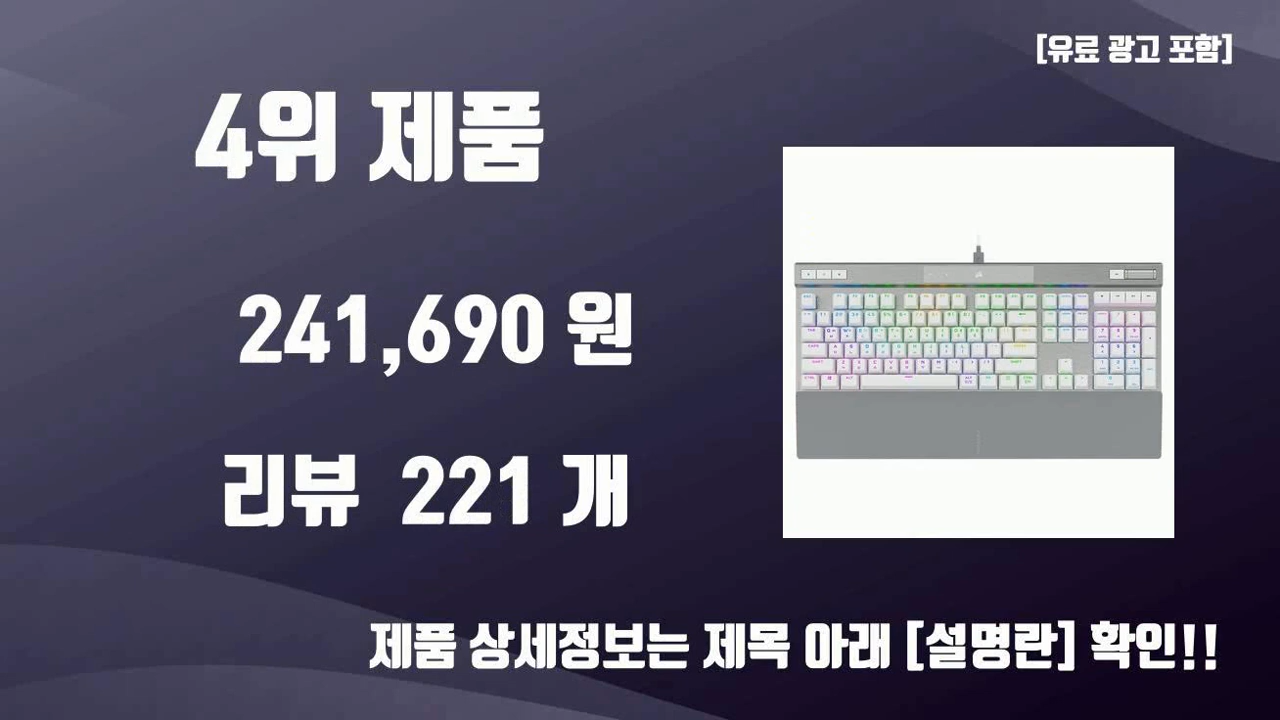 [유료 광고 포함]
4위 제품
241,690 원
리뷰 221 개
제품 상세정보는 제목 아래 [설명란] 확인!!